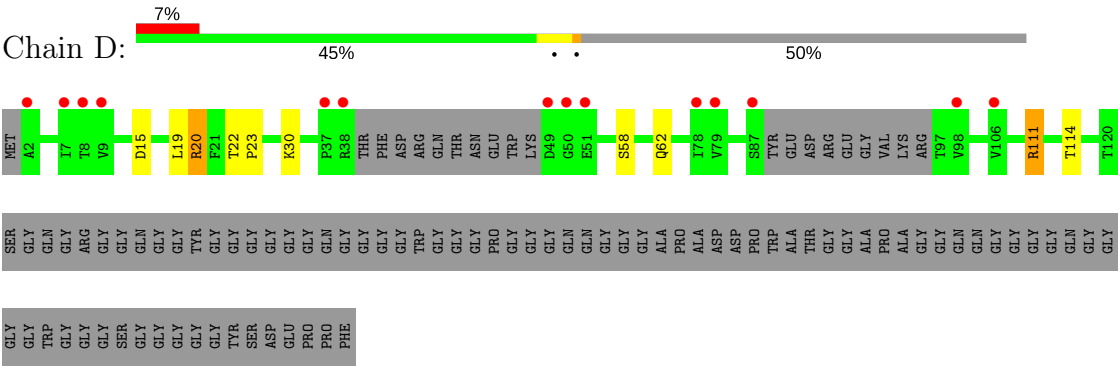 7%
Chain D:
45% • • 50%
MET A2 I7 T8 V9 D15 L19 R20 F21 T22 P23 K30 P37 R38 THR PHE ASP ARG GLN THR ASN GLU TRP LYS D49 G50 E51 S58 Q62 I78 V79 S87 TYR GLU ASP ARG GLU GLY VAL LYS ARG T97 V98 V106 R111 T114 T120
SER GLY GLN GLY ARG GLY GLY GLN GLY GLY TYR GLY GLY PRO GLY GLY GLN GLY GLY GLY GLY TRP GLY GLY GLY ASN PRO GLY GLY GLY GLN GLN GLY GLY GLY ALA PRO ALA ASP ASP PRO TRP ALA THR GLY GLY ALA PRO ALA GLY GLY GLN GLN GLY GLY GLY GLY GLY GLN GLY GLY
GLY GLY TRP GLY GLY GLY SER GLY GLY GLY GLY GLY TYR SER ASP GLU PRO PRO PHE